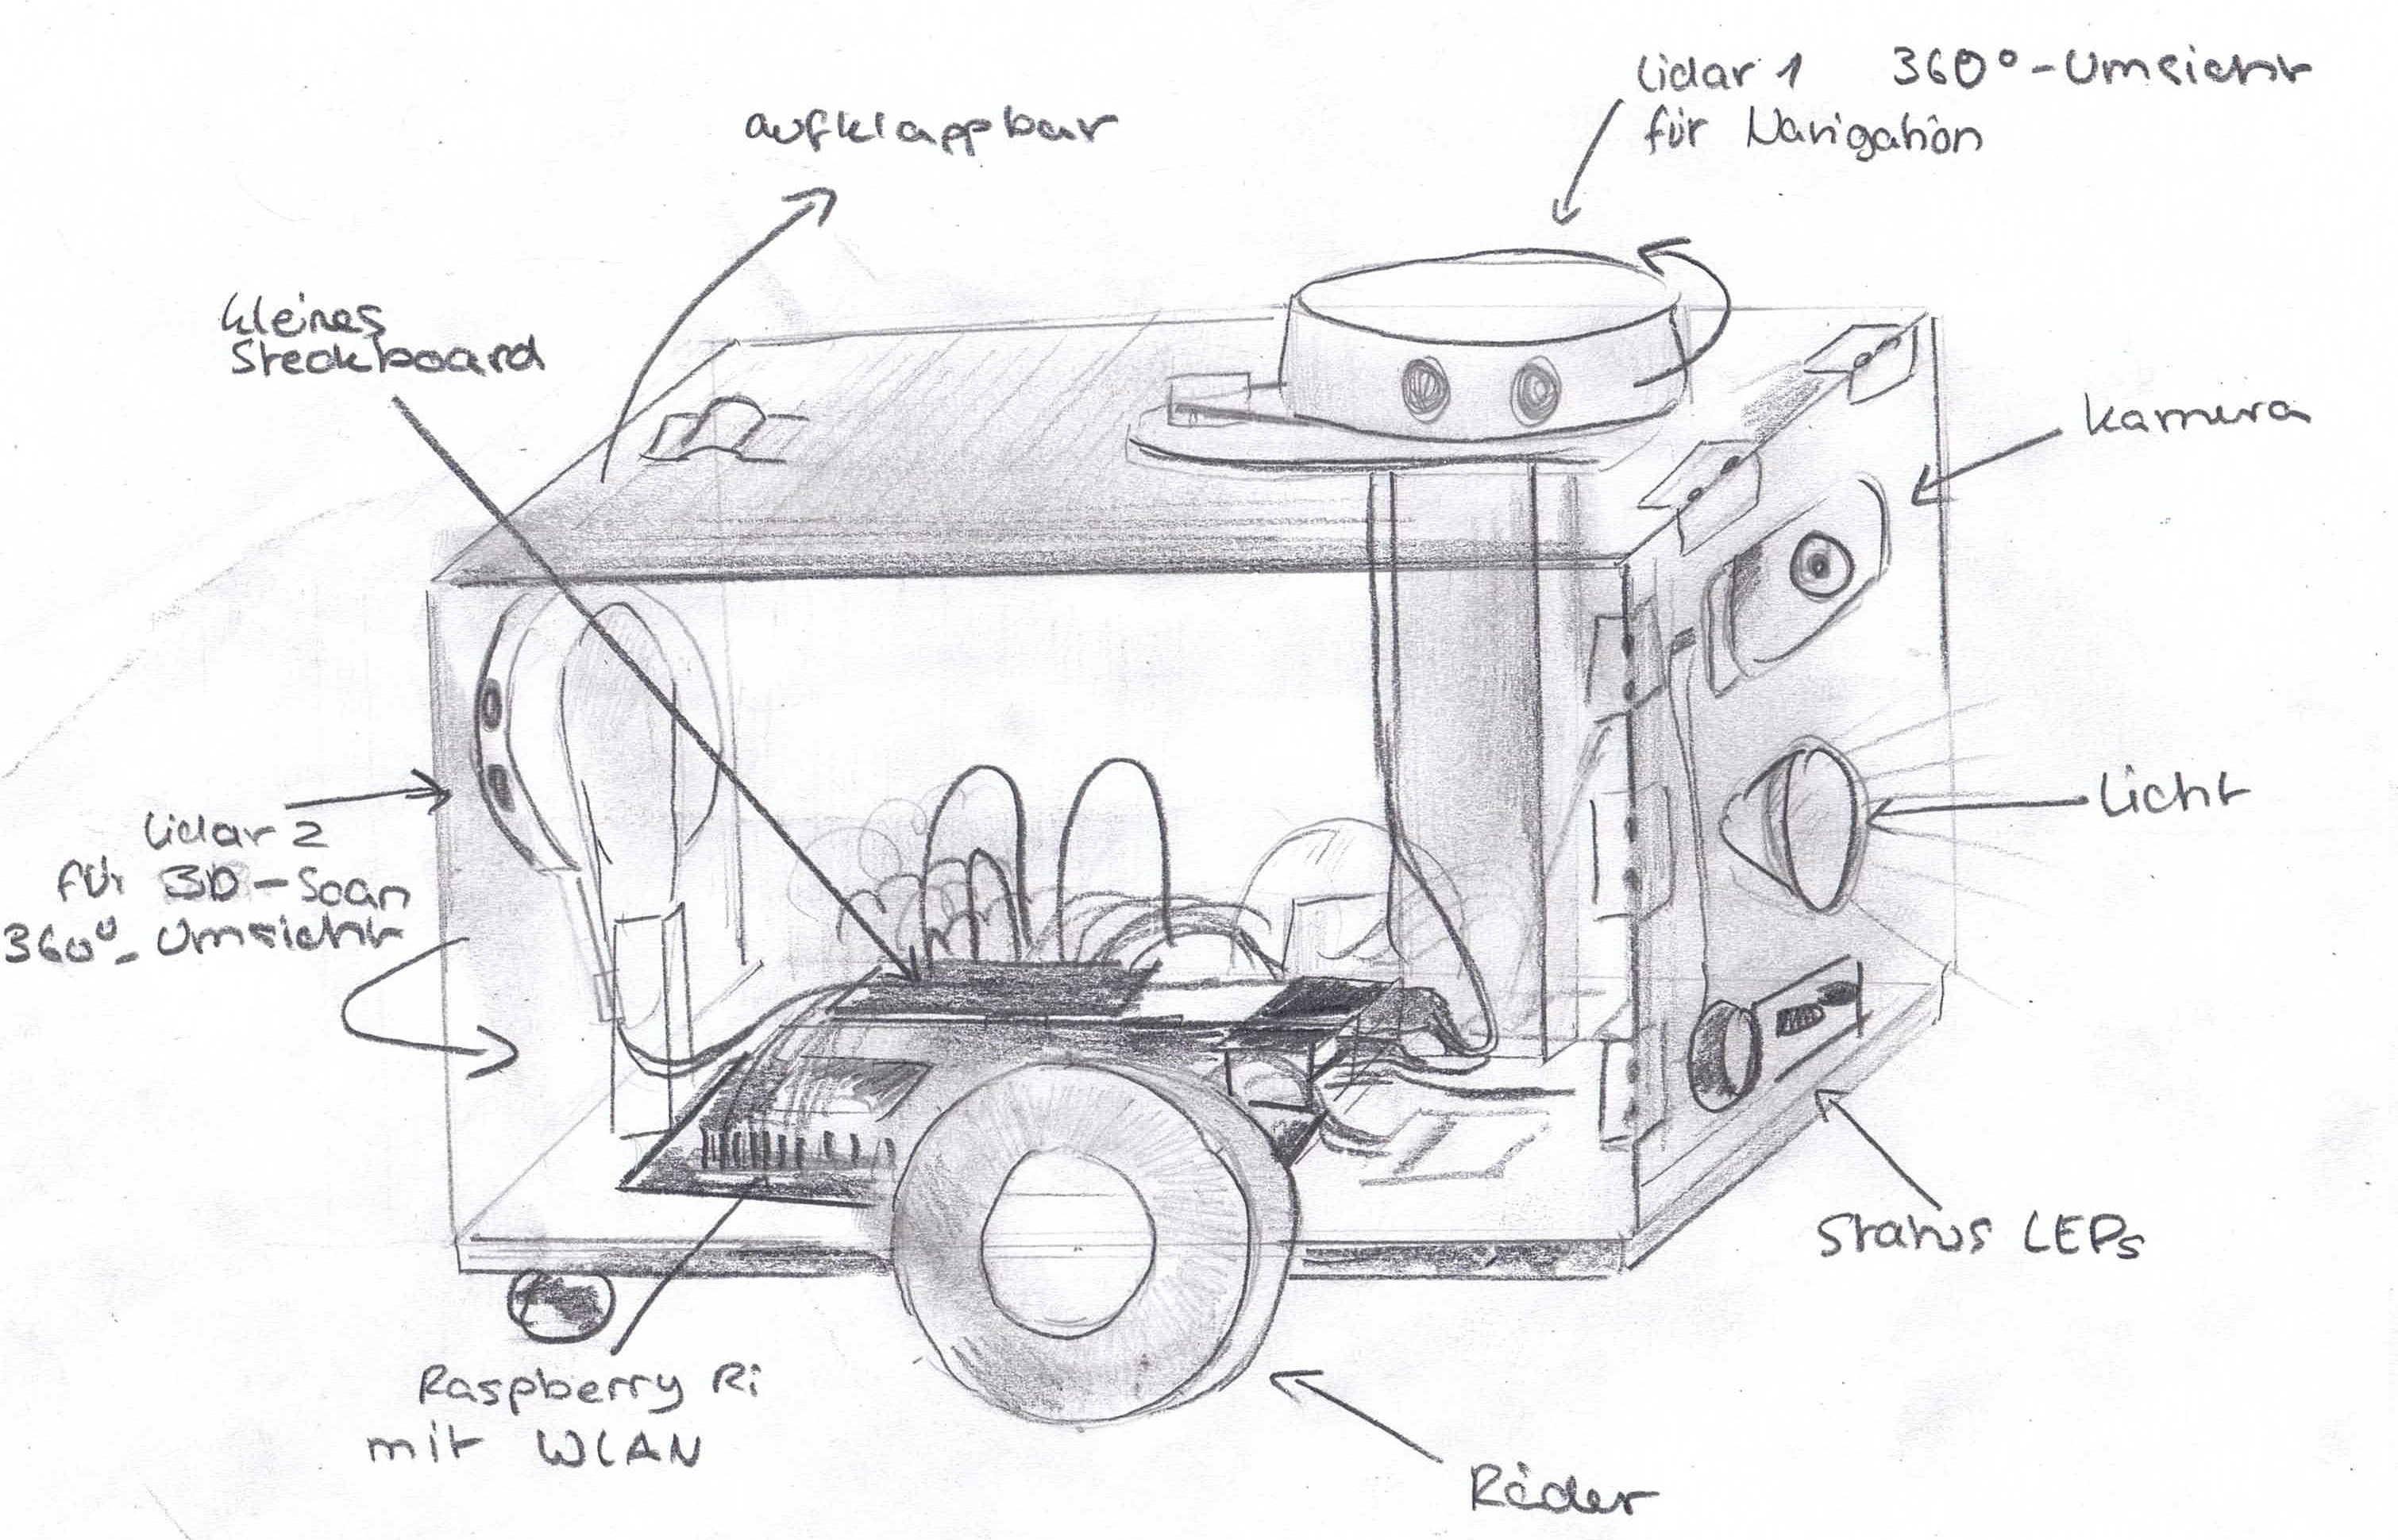 aufklappbar
Lidar 1 360°-Umsicht
für Navigation
kleines
Steckboard
Kamera
Licht
Lidar 2
für 3D-Scan
360°-Umsicht
Status LEDs
Raspberry Pi
mit WLAN
Räder